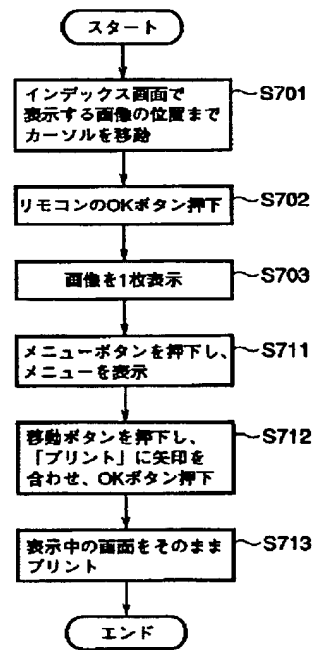 スタート
インデックス画面で
表示する画像の位置まで
カーソルを移動
S701
リモコンのOKボタン押下
S702
画像を1枚表示
S703
メニューボタンを押下し、
メニューを表示
S711
移動ボタンを押下し、
「プリント」に矢印を
合わせ、OKボタン押下
S712
表示中の画面をそのまま
プリント
S713
エンド